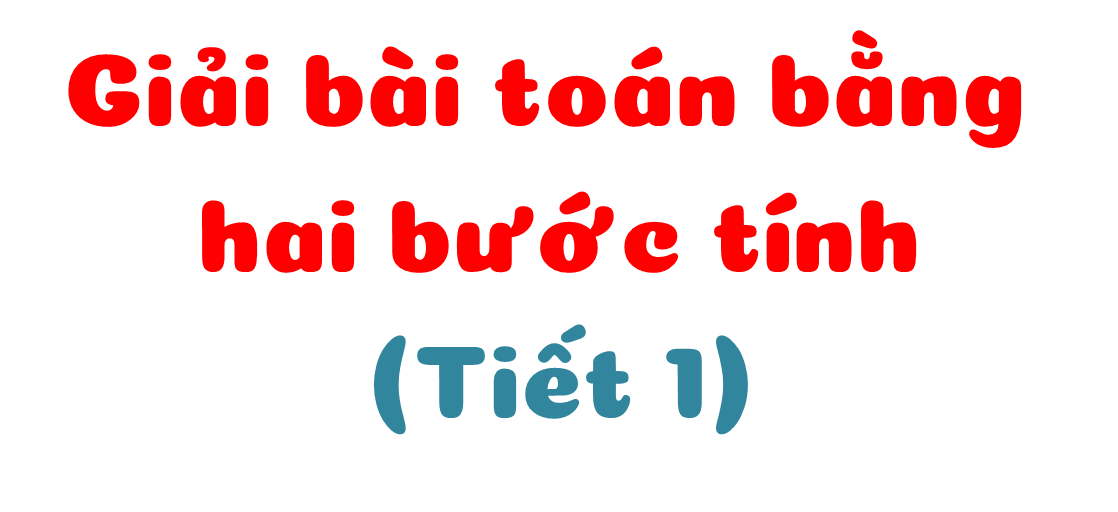 Giải bài toán bằng
hai bước tính
(Tiết 1)